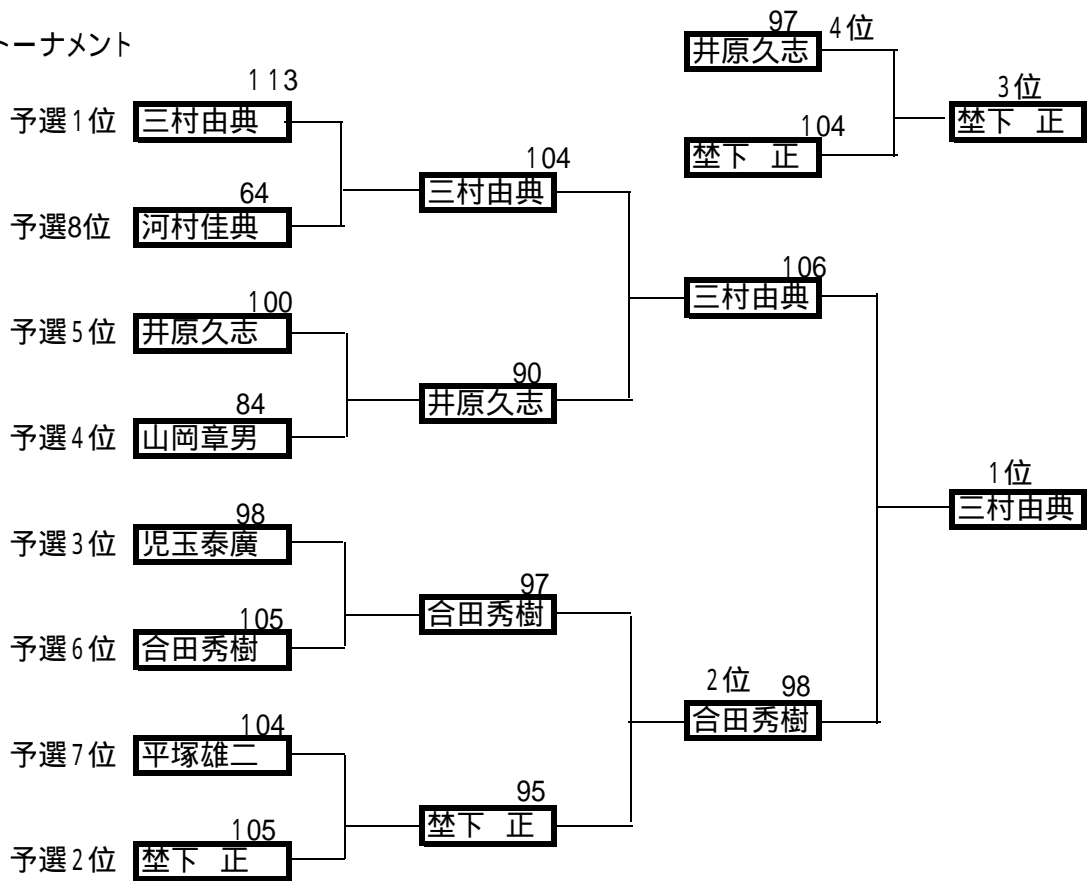 トーナメント
97 4位
井原久志
113
3位
予選1位 三村由典
埜下 正
104
埜下 正
104
三村由典
64
予選8位 河村佳典
106
三村由典
100
予選5位 井原久志
90
井原久志
84
予選4位 山岡章男
1位
三村由典
98
予選3位 児玉泰廣
97
合田秀樹
105
予選6位 合田秀樹
2位 98
合田秀樹
104
予選7位 平塚雄二
95
埜下 正
105
予選2位 埜下 正